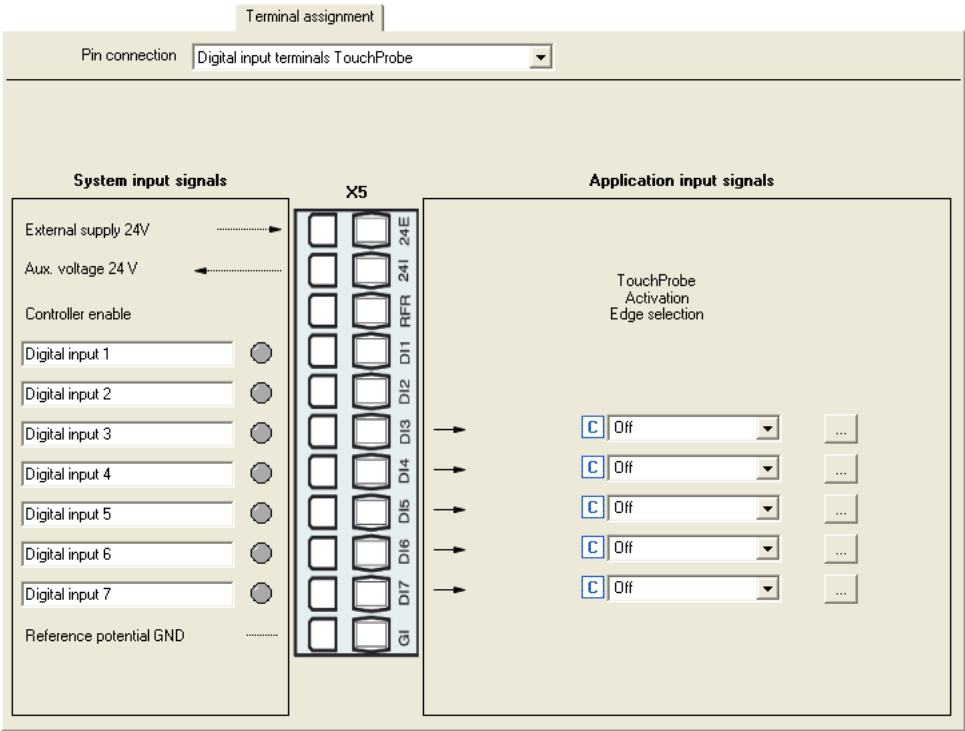 Terminal assignment
Pin connection
Digital input terminals TouchProbe
System input signals
X5
Application input signals
External supply 24V
24E
Aux. voltage 24 V
24I
TouchProbe
Activation
Edge selection
Controller enable
RFR
Digital input 1
DI1
Digital input 2
DI2
Digital input 3
DI3
C Off ...
Digital input 4
DI4
C Off ...
Digital input 5
DI5
C Off ...
Digital input 6
DI6
C Off ...
Digital input 7
DI7
C Off ...
Reference potential GND
GI